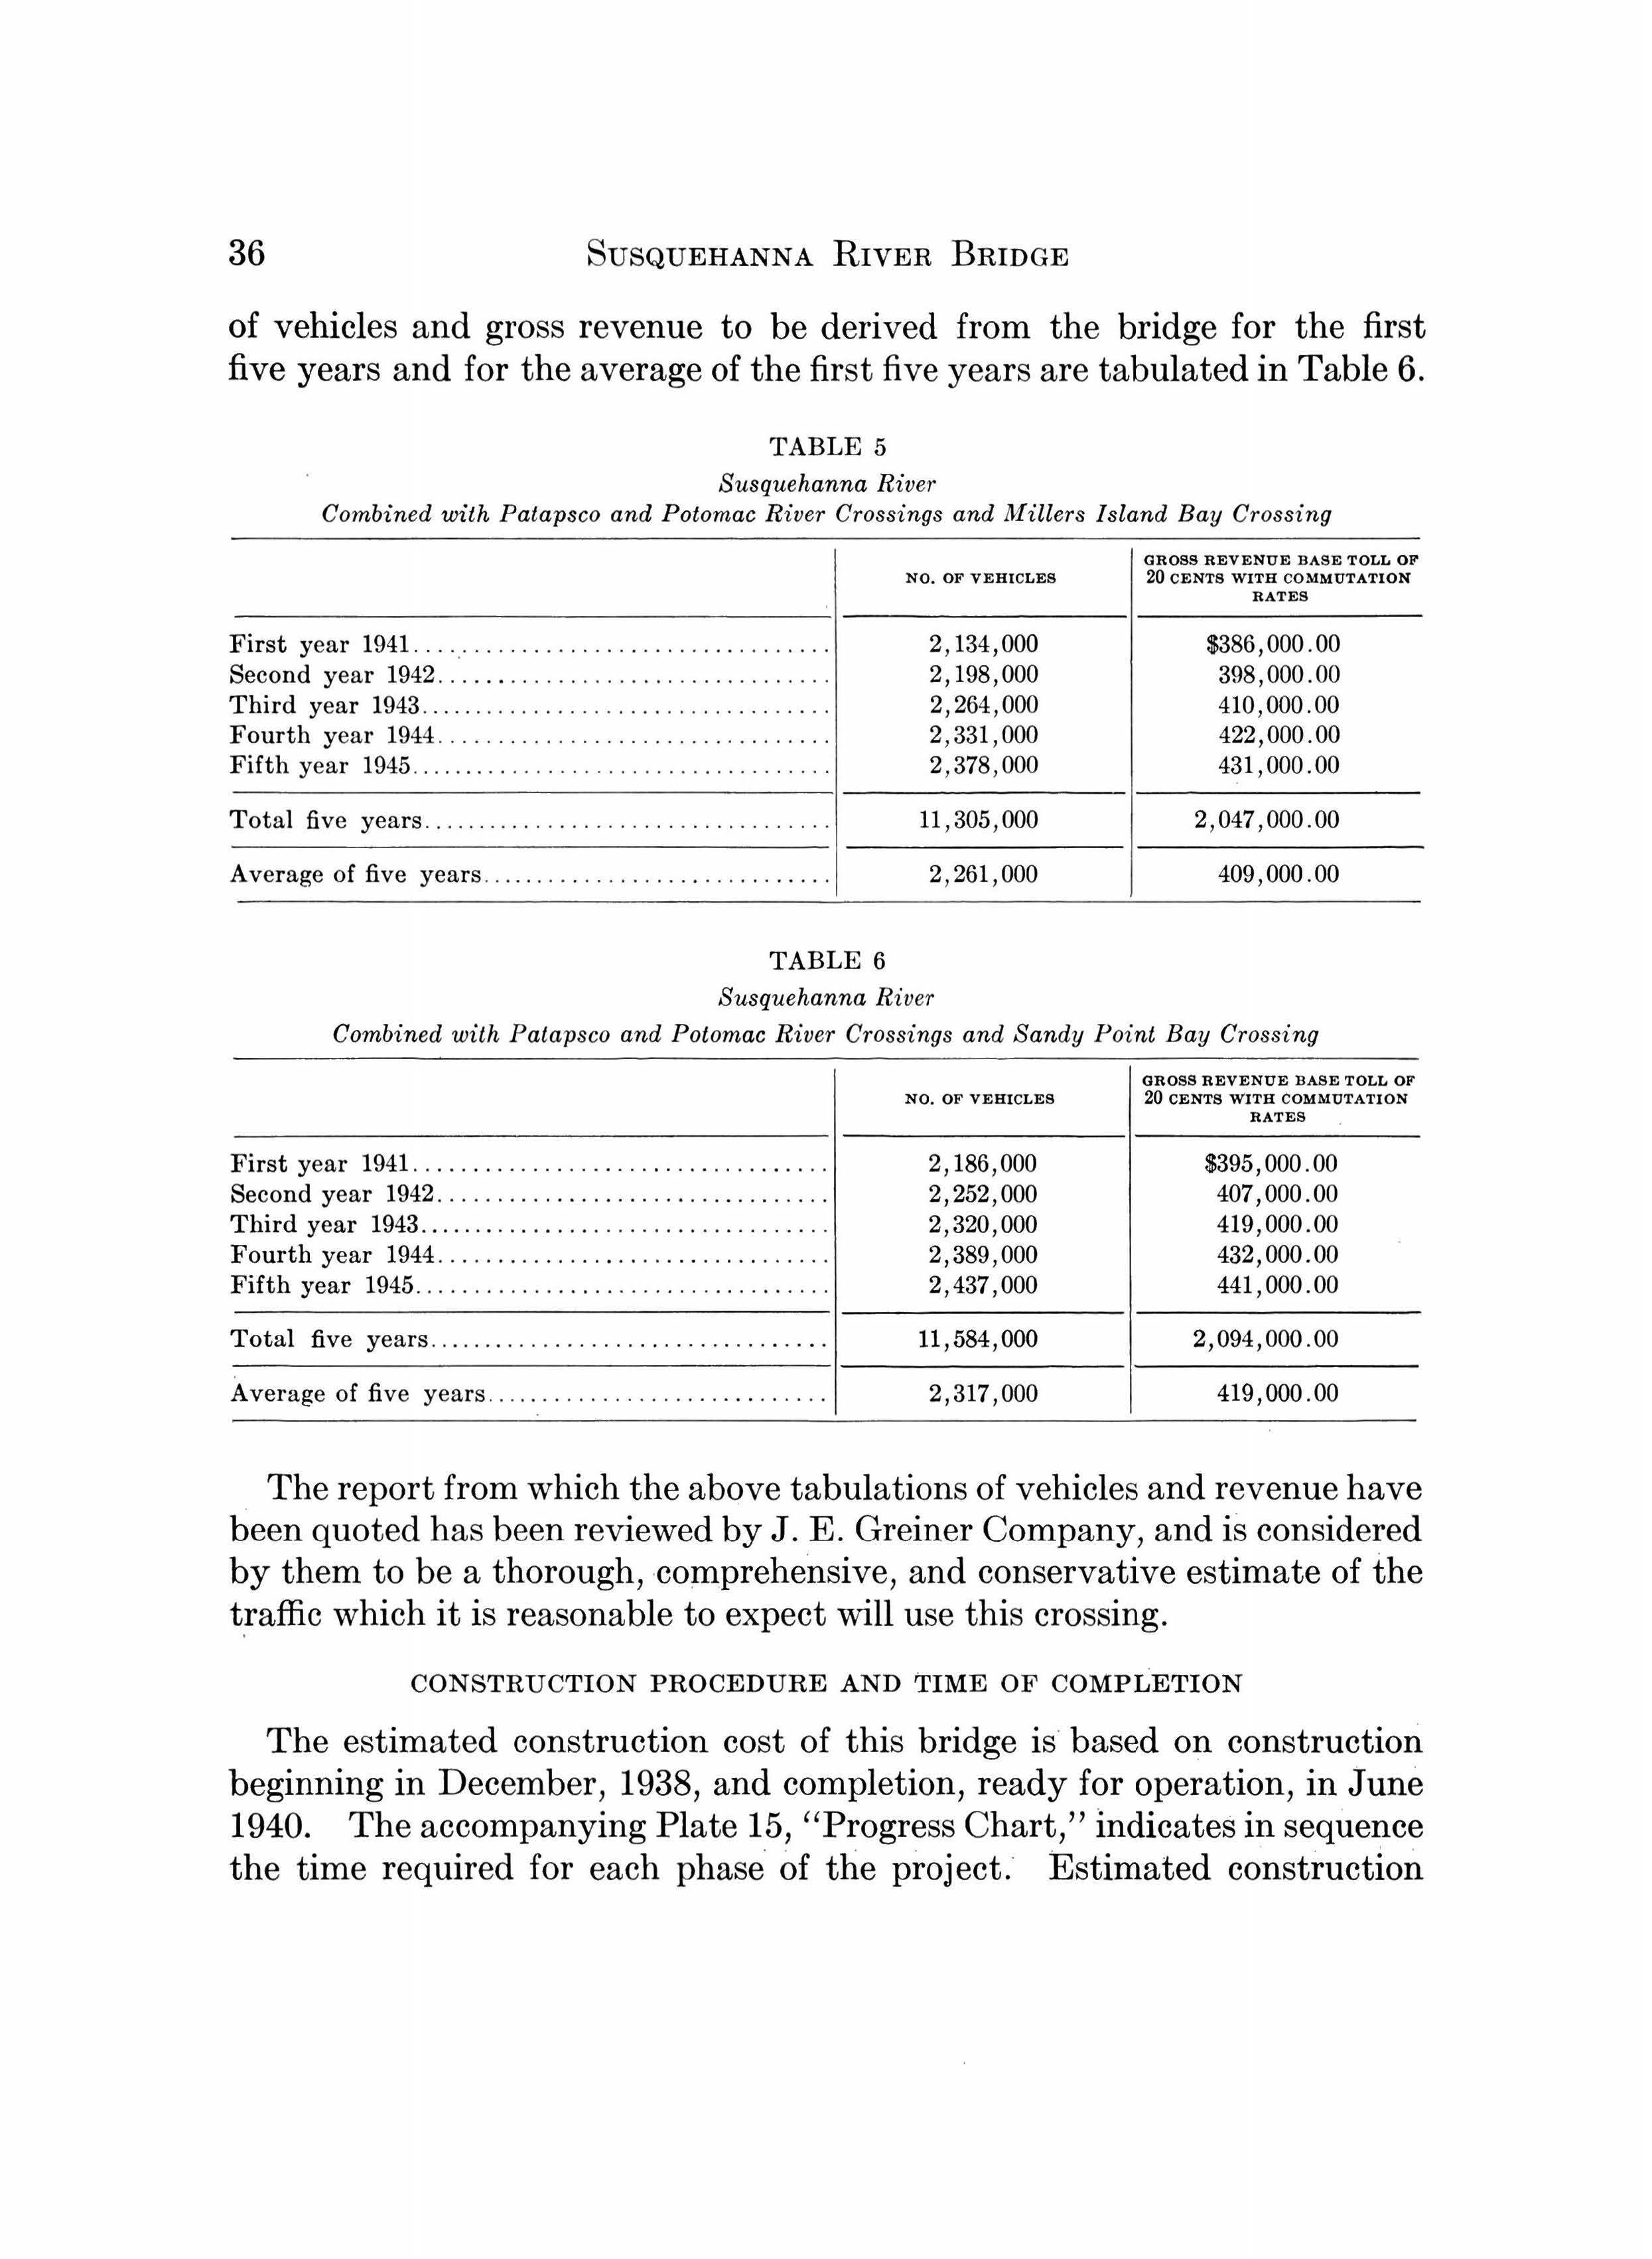 36 SUSQUEHANNA RIVER BRIDGE
of vehicles and gross revenue to be derived from the bridge for the first
five years and for the average of the first five years are tabulated in Table 6.
TABLE 5
Susquehanna River
Combined with Patapsco and Potomac River Crossings and Millers Island Bay Crossing
NO. OF VEHICLES
GROSS REVENUE BASE TOLL OF
20 CENTS WITH COMMUTATION
RATES
First year 1941 2,134,000 $386,000.00
Second year 1942 2,198,000 398,000.00
Third year 1943 2,264,000 410,000.00
Fourth year 1944 2,331,000 422,000.00
Fifth year 1945 2,378,000 431,000.00
Total five years 11,305,000 2,047,000.00
Average of five years 2,261,000 409,000.00
TABLE 6
Susquehanna River
Combined with Patapsco and Potomac River Crossings and Sandy Point Bay Crossing
NO. OF VEHICLES
GROSS REVENUE BASE TOLL OF
20 CENTS WITH COMMUTATION
RATES
First year 1941 2,186,000 $395,000.00
Second year 1942 2,252,000 407,000.00
Third year 1943 2,320,000 419,000.00
Fourth year 1944 2,389,000 432,000.00
Fifth year 1945 2,437,000 441,000.00
Total five years 11,584,000 2,094,000.00
Average of five years 2,317,000 419,000.00
The report from which the above tabulations of vehicles and revenue have
been quoted has been reviewed by J. E. Greiner Company, and is considered
by them to be a thorough, comprehensive, and conservative estimate of the
traffic which it is reasonable to expect will use this crossing.
CONSTRUCTION PROCEDURE AND TIME OF COMPLETION
The estimated construction cost of this bridge is based on construction
beginning in December, 1938, and completion, ready for operation, in June
1940. The accompanying Plate 15, "Progress Chart," indicates in sequence
the time required for each phase of the project. Estimated construction